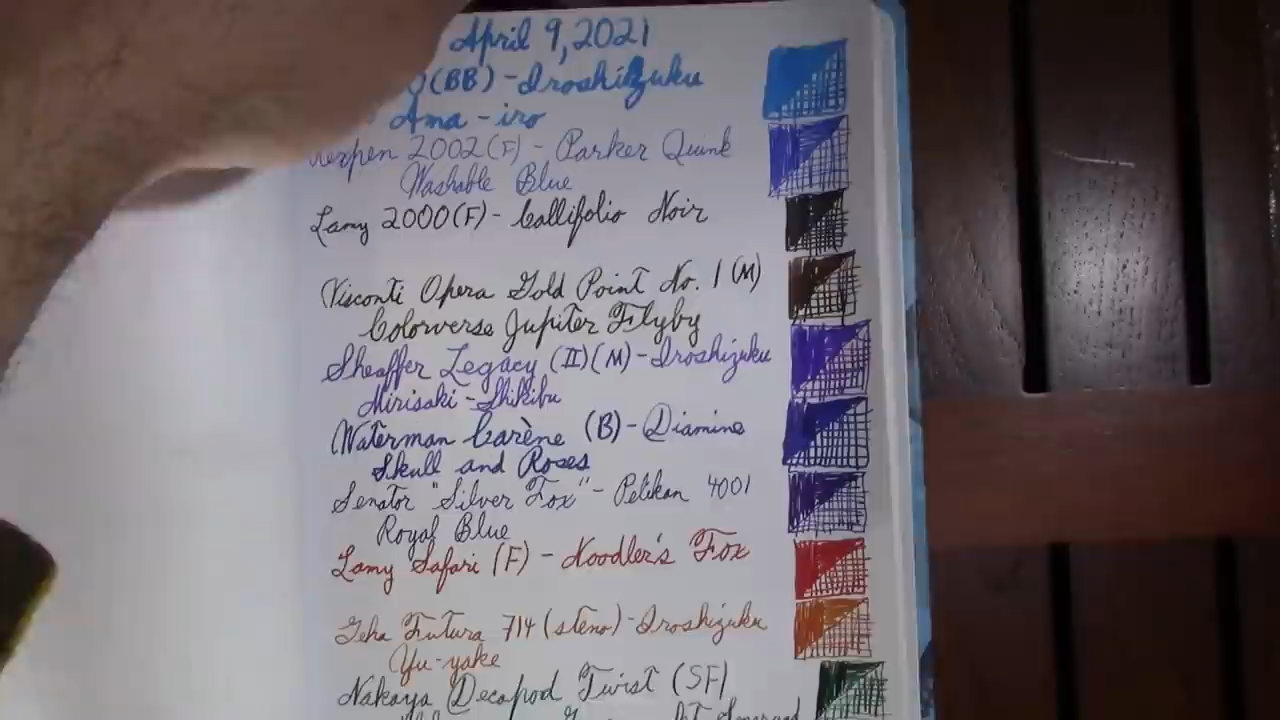 April 9, 2021
(BB) - Iroshizuku
Ama - iro
2002 (F) - Parker Quink
Washable Blue
Lamy 2000 (F) - Callifolio Noir
Visconti Opera Gold Point No. 1 (M)
Colorverse Jupiter Flyby
Sheaffer Legacy (II) (M) - Iroshizuku
Mirisaki - Shikibu
Waterman Carène (B) - Diamine
Skull and Roses
Senator "Silver Fox" - Pelikan 4001
Royal Blue
Lamy Safari (F) - Noodler's Fox
Geha Futura 714 (steno) - Iroshizuku
Yu-yake
Nakaya Decapod Twist (SF)